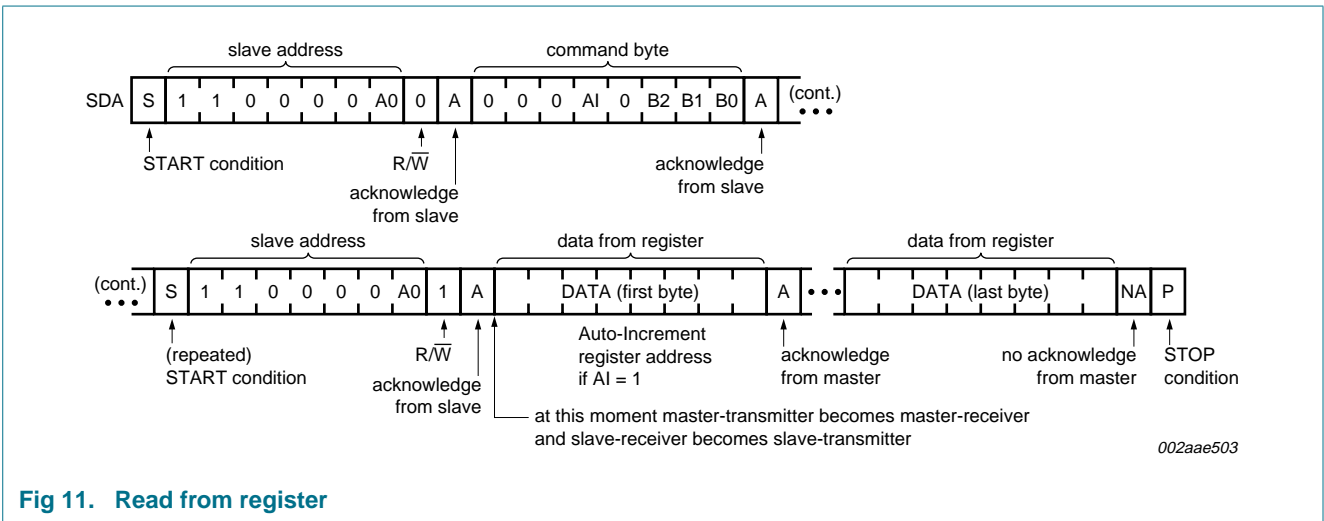 slave address command byte
SDA S 1 1 0 0 0 0 A0 0 A 0 0 0 AI 0 B2 B1 B0 A (cont.)
START condition R/W̅ acknowledge
acknowledge from slave
from slave
slave address data from register data from register
(cont.) S 1 1 0 0 0 0 A0 1 A DATA (first byte) A DATA (last byte) NA P
(repeated)
START condition
R/W̅
acknowledge
from slave
Auto-Increment
register address
if AI = 1
acknowledge
from master
no acknowledge
from master
STOP
condition
at this moment master-transmitter becomes master-receiver
and slave-receiver becomes slave-transmitter
002aae503
Fig 11. Read from register